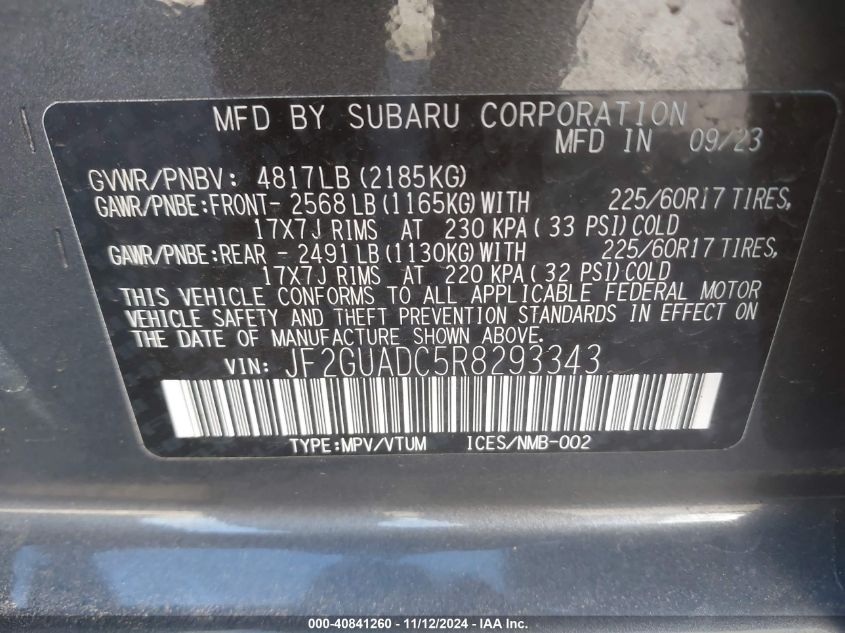 MFD BY SUBARU CORPORATION
MFD IN 09/23
GVWR/PNBV: 4817LB (2185KG)
GAWR/PNBE:FRONT- 2568 LB (1165KG) WITH 225/60R17 TIRES,
17X7J RIMS AT 230 KPA ( 33 PSI) COLD
GAWR/PNBE:REAR - 2491 LB (1130KG) WITH 225/60R17 TIRES,
17X7J RIMS AT 220 KPA ( 32 PSI) COLD
THIS VEHICLE CONFORMS TO ALL APPLICABLE FEDERAL MOTOR
VEHICLE SAFETY AND THEFT PREVENTION STANDARDS IN EFFECT ON
THE DATE OF MANUFACTURE SHOWN ABOVE.
VIN: JF2GUADC5R8293343
TYPE:MPV/VTUM ICES/NMB-002
000-40841260 - 11/12/2024 - IAA Inc.